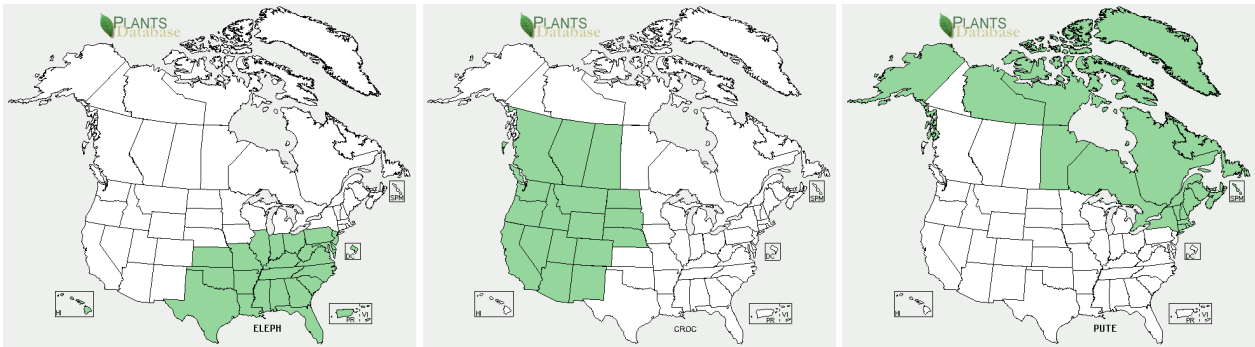 PLANTS
Database
SPM
DC
HI
PR
VI
ELEPH
PLANTS
Database
SPM
DC
HI
PR
VI
CROC
PLANTS
Database
SPM
DC
HI
PR
VI
PUTE